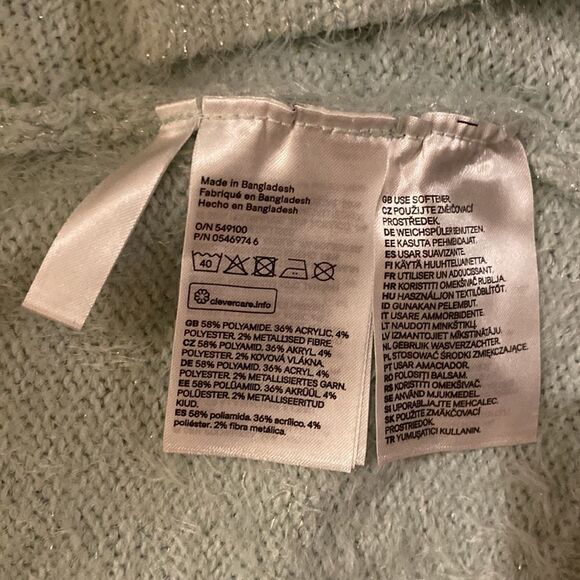 Made in Bangladesh
Fabriqué en Bangladesh
Hecho en Bangladesh
O/N 549100
P/N 0546974 6
40
clevercare.info
GB 58% POLYAMIDE. 36% ACRYLIC. 4%
POLYESTER. 2% METALLISED FIBRE.
CZ 58% POLYAMID. 36% AKRYL. 4%
POLYESTER. 2% KOVOVÁ VLÁKNA.
DE 58% POLYAMID. 36% ACRYL. 4%
POLYESTER. 2% METALLISIERTES GARN.
EE 58% POLÜAMIID. 36% AKRÜÜL. 4%
POLÜESTER. 2% METALLISEERITUD
KIUD.
ES 58% poliamida. 36% acrílico. 4%
poliéster. 2% fibra metálica.
GB USE SOFTENER.
CZ POUŽIJTE ZMĚKČOVACÍ
PROSTŘEDEK.
DE WEICHSPÜLER BENUTZEN.
EE KASUTA PEHMENDAJAT.
ES USAR SUAVIZANTE.
FI KÄYTÄ HUUHTELUAINETTA.
FR UTILISER UN ADOUCISSANT.
HR KORISTITI OMEKŠIVAČ RUBLJA.
HU HASZNÁLJON TEXTILÖBLÍTŐT.
ID GUNAKAN PELEMBUT.
IT USARE AMMORBIDENTE.
LT NAUDOTI MINKŠTIKLĮ.
LV IZMANTOJIET MĪKSTINĀTĀJU.
NL GEBRUIK WASVERZACHTER.
PL STOSOWAĆ ŚRODKI ZMIĘKCZAJĄCE.
PT USAR AMACIADOR.
RO FOLOSIȚI BALSAM.
RS KORISTITI OMEKŠIVAČ.
SE ANVÄND MJUKMEDEL.
SI UPORABLJAJTE MEHČALEC.
SK POUŽITE ZMÄKČOVACÍ
PROSTRIEDOK.
TR YUMUŞATICI KULLANIN.